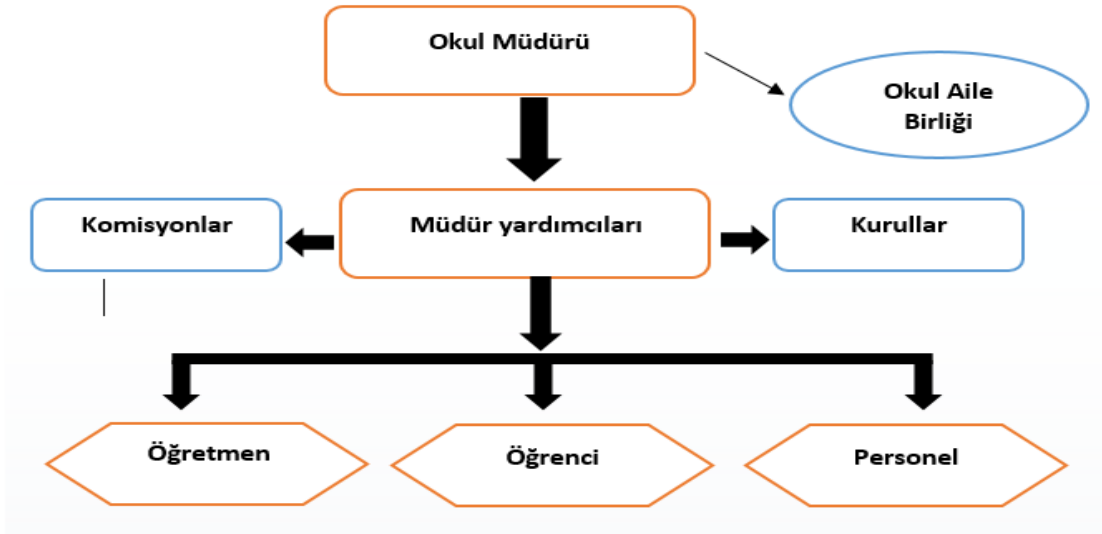 Okul Müdürü
Okul Aile
Birliği
Komisyonlar
Müdür yardımcıları
Kurullar
Öğretmen
Öğrenci
Personel